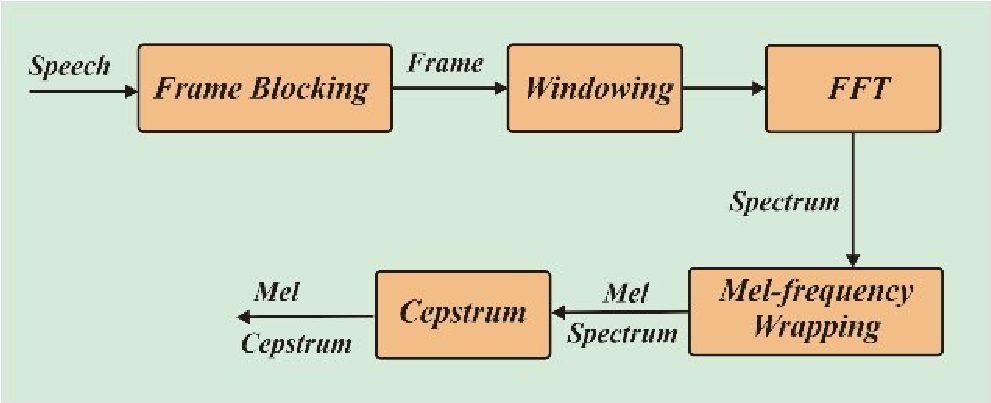 Speech
Frame Blocking
Frame
Windowing
FFT
Spectrum
Mel-frequency
Wrapping
Mel
Spectrum
Cepstrum
Mel
Cepstrum